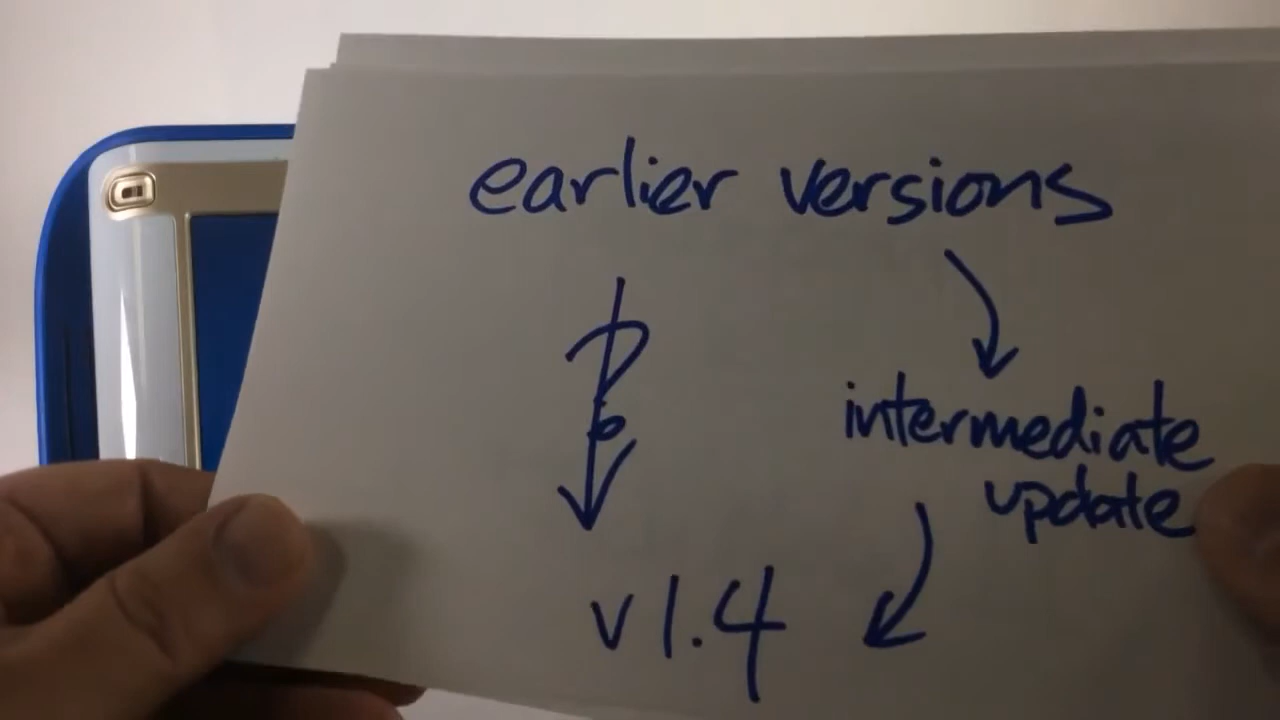 earlier versions
?
intermediate
update
v1.4